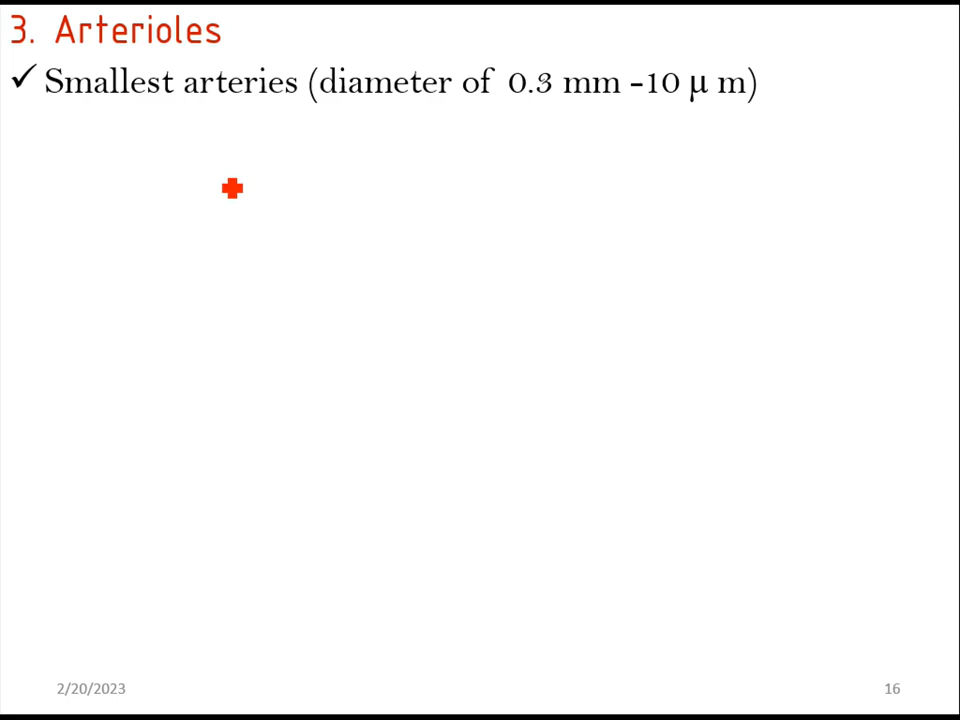 3. Arterioles
✓ Smallest arteries (diameter of 0.3 mm -10 µ m)
2/20/2023
16